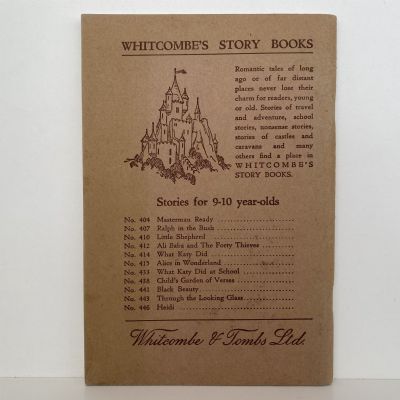 WHITCOMBE'S STORY BOOKS
Romantic tales of long
ago or of far distant
places never lose their
charm for readers, young
or old. Stories of travel
and adventure, school
stories, nonsense stories,
stories of castles and
caravans and many
others find a place in
WHITCOMBE'S
STORY BOOKS.
Stories for 9-10 year-olds
No. 404 Masterman Ready
No. 407 Ralph in the Bush
No. 410 Little Shepherd
No. 412 Ali Baba and The Forty Thieves
No. 414 What Katy Did
No. 415 Alice in Wonderland
No. 433 What Katy Did at School
No. 438 Child's Garden of Verses
No. 441 Black Beauty
No. 443 Through the Looking Glass
No. 446 Heidi
Whitcombe & Tombs Ltd.